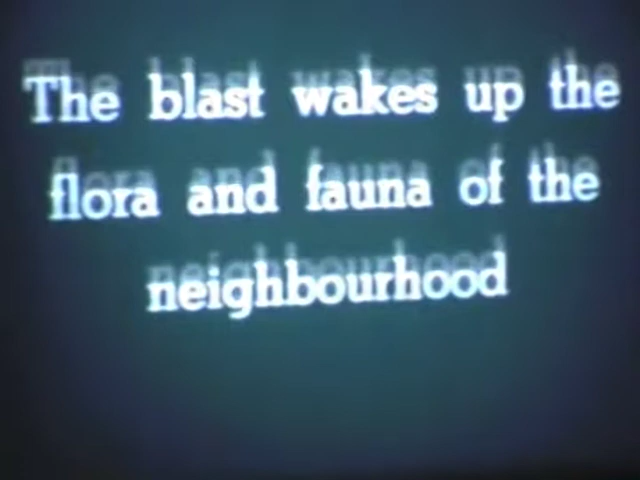 The blast wakes up the
flora and fauna of the
neighbourhood